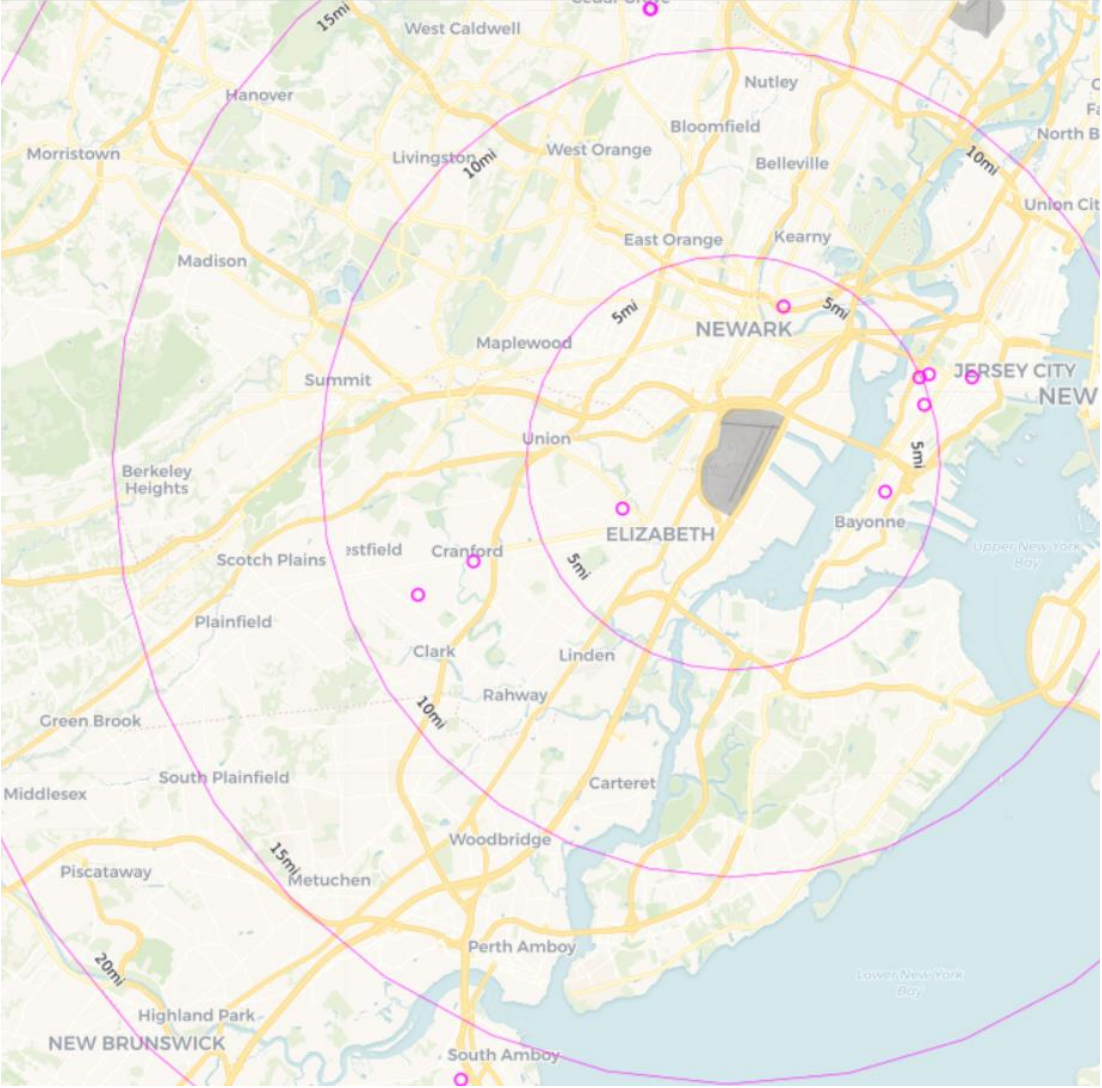 15mi
West Caldwell
Hanover
Nutley
Bloomfield
Morristown
Livingston
10mi
West Orange
Belleville
10mi
North B
Union Cit
East Orange
Kearny
Madison
5mi
5mi
NEWARK
Maplewood
Summit
JERSEY CITY
NEW
Union
5mi
Berkeley
Heights
Bayonne
ELIZABETH
Scotch Plains
estfield
Cranford
5mi
Upper New York
Bay
Plainfield
Clark
Linden
Rahway
10mi
Green Brook
South Plainfield
Middlesex
Carteret
Woodbridge
15mi
Piscataway
Metuchen
Perth Amboy
20mi
Lower New York
Bay
Highland Park
NEW BRUNSWICK
South Amboy